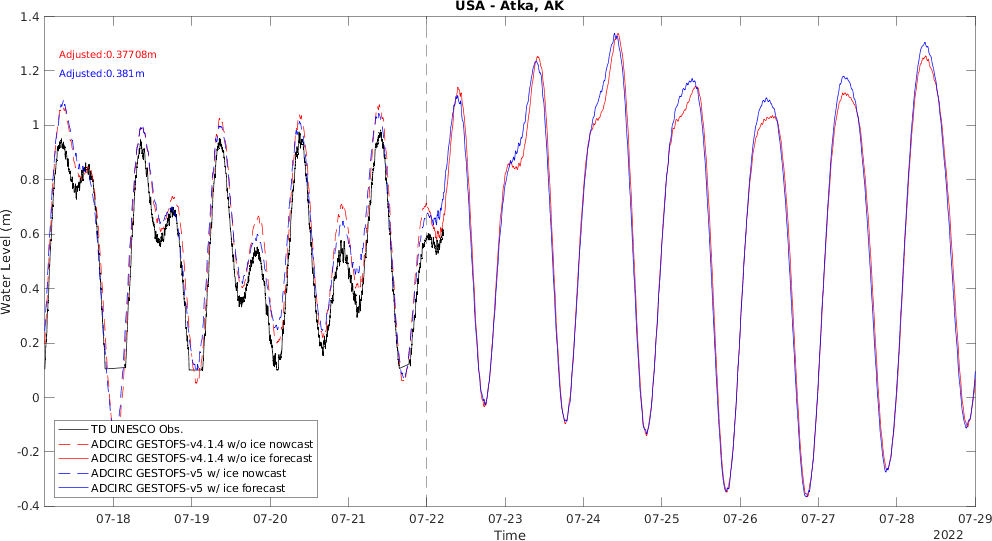 USA - Atka, AK
1.4
1.2
1
0.8
0.6
0.4
0.2
0
-0.2
-0.4
Water Level (m)
Adjusted:0.37708m
Adjusted:0.381m
TD UNESCO Obs.
ADCIRC GESTOFS-v4.1.4 w/o ice nowcast
ADCIRC GESTOFS-v4.1.4 w/o ice forecast
ADCIRC GESTOFS-v5 w/ ice nowcast
ADCIRC GESTOFS-v5 w/ ice forecast
07-18 07-19 07-20 07-21 07-22 07-23 07-24 07-25 07-26 07-27 07-28 07-29
Time
2022